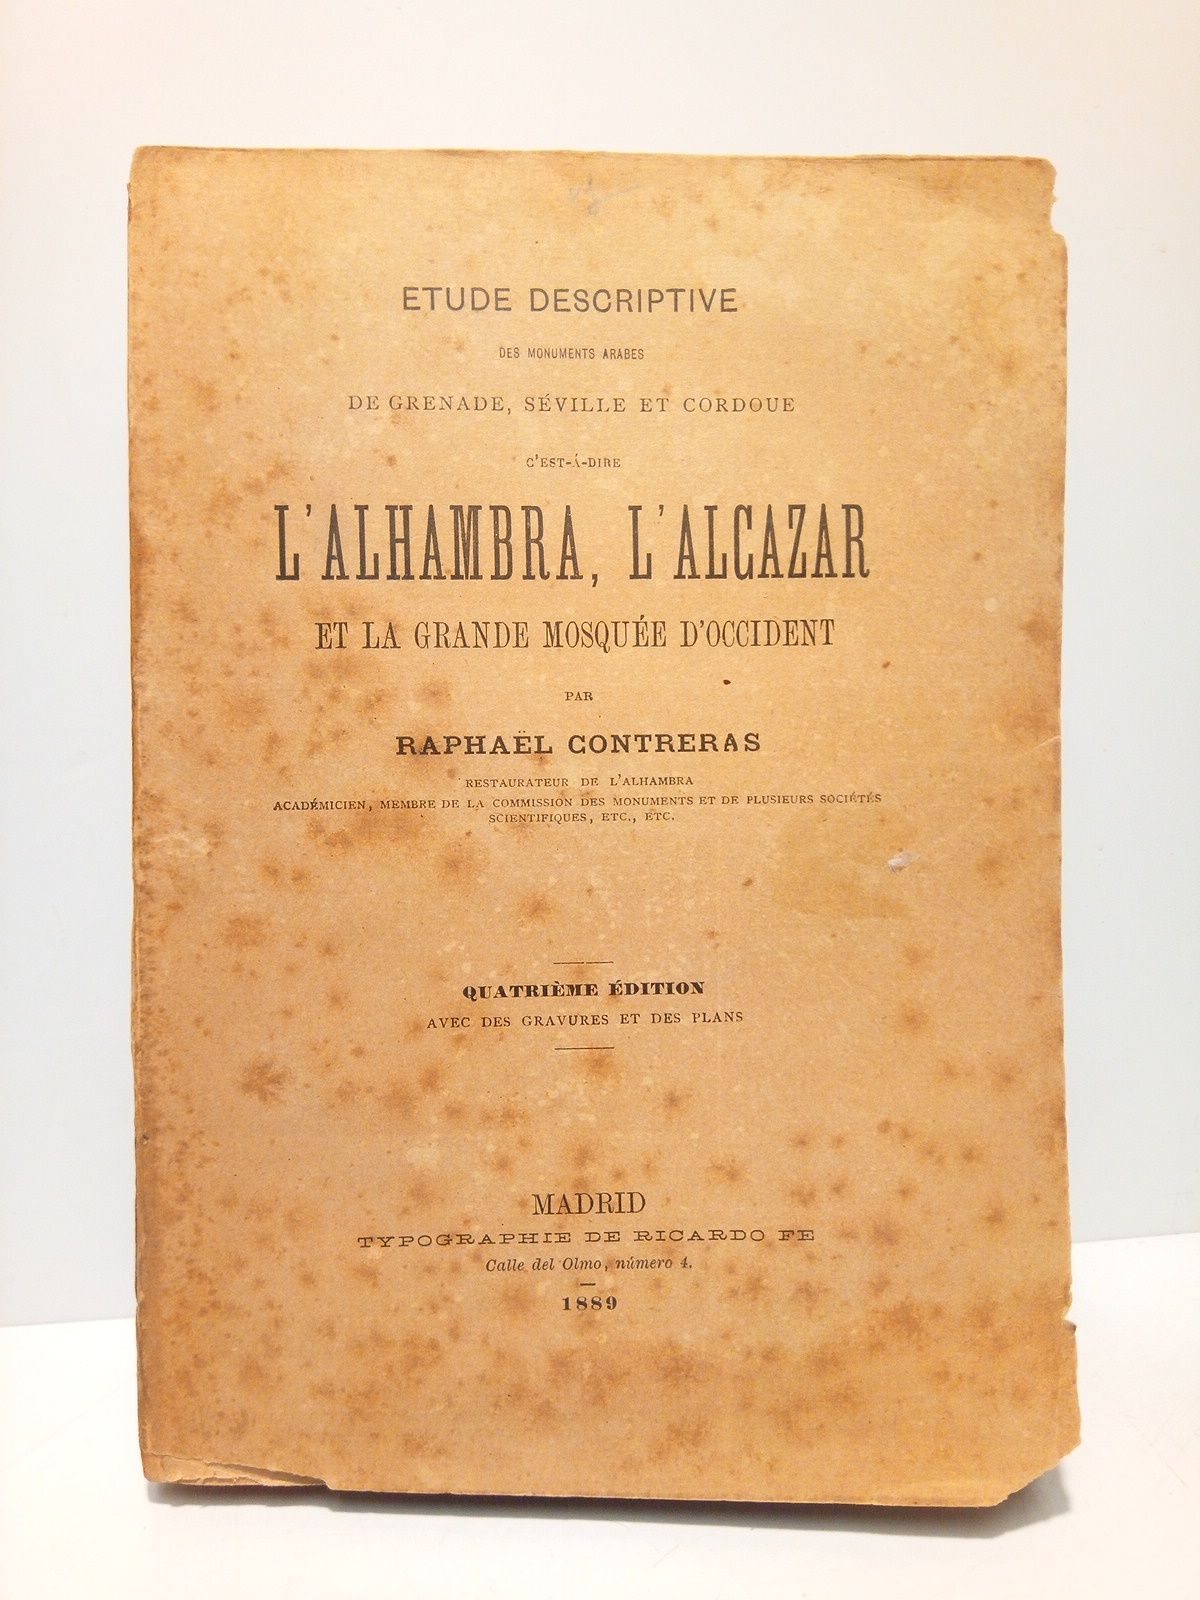 ETUDE DESCRIPTIVE
DES MONUMENTS ARABES
DE GRENADE, SÉVILLE ET CORDOUE
C'EST-Á-DIRE
L'ALHAMBRA, L'ALCAZAR
ET LA GRANDE MOSQUÉE D'OCCIDENT
PAR
RAPHAËL CONTRERAS
RESTAURATEUR DE L'ALHAMBRA
ACADÉMICIEN, MEMBRE DE LA COMMISSION DES MONUMENTS ET DE PLUSIEURS SOCIÉTÉS
SCIENTIFIQUES, ETC., ETC.
QUATRIÈME ÉDITION
AVEC DES GRAVURES ET DES PLANS
MADRID
TYPOGRAPHIE DE RICARDO FE
Calle del Olmo, número 4.
1889